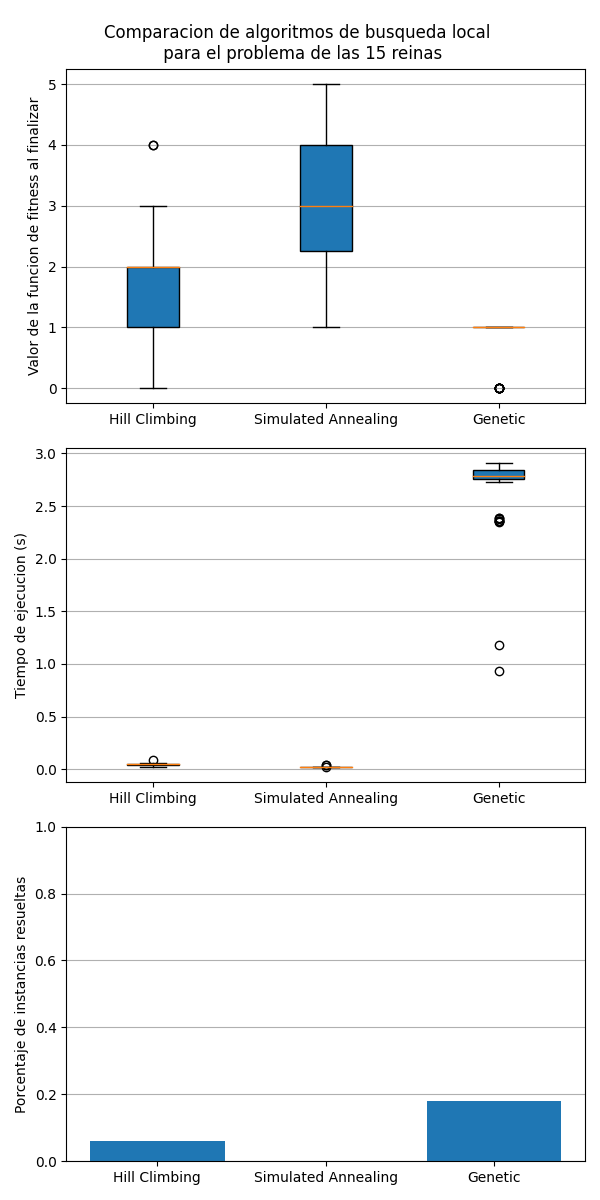 Comparacion de algoritmos de busqueda local
para el problema de las 15 reinas
Valor de la funcion de fitness al finalizar
5
4
3
2
1
0
Hill Climbing
Simulated Annealing
Genetic
Tiempo de ejecucion (s)
3.0
2.5
2.0
1.5
1.0
0.5
0.0
Hill Climbing
Simulated Annealing
Genetic
Porcentaje de instancias resueltas
1.0
0.8
0.6
0.4
0.2
0.0
Hill Climbing
Simulated Annealing
Genetic